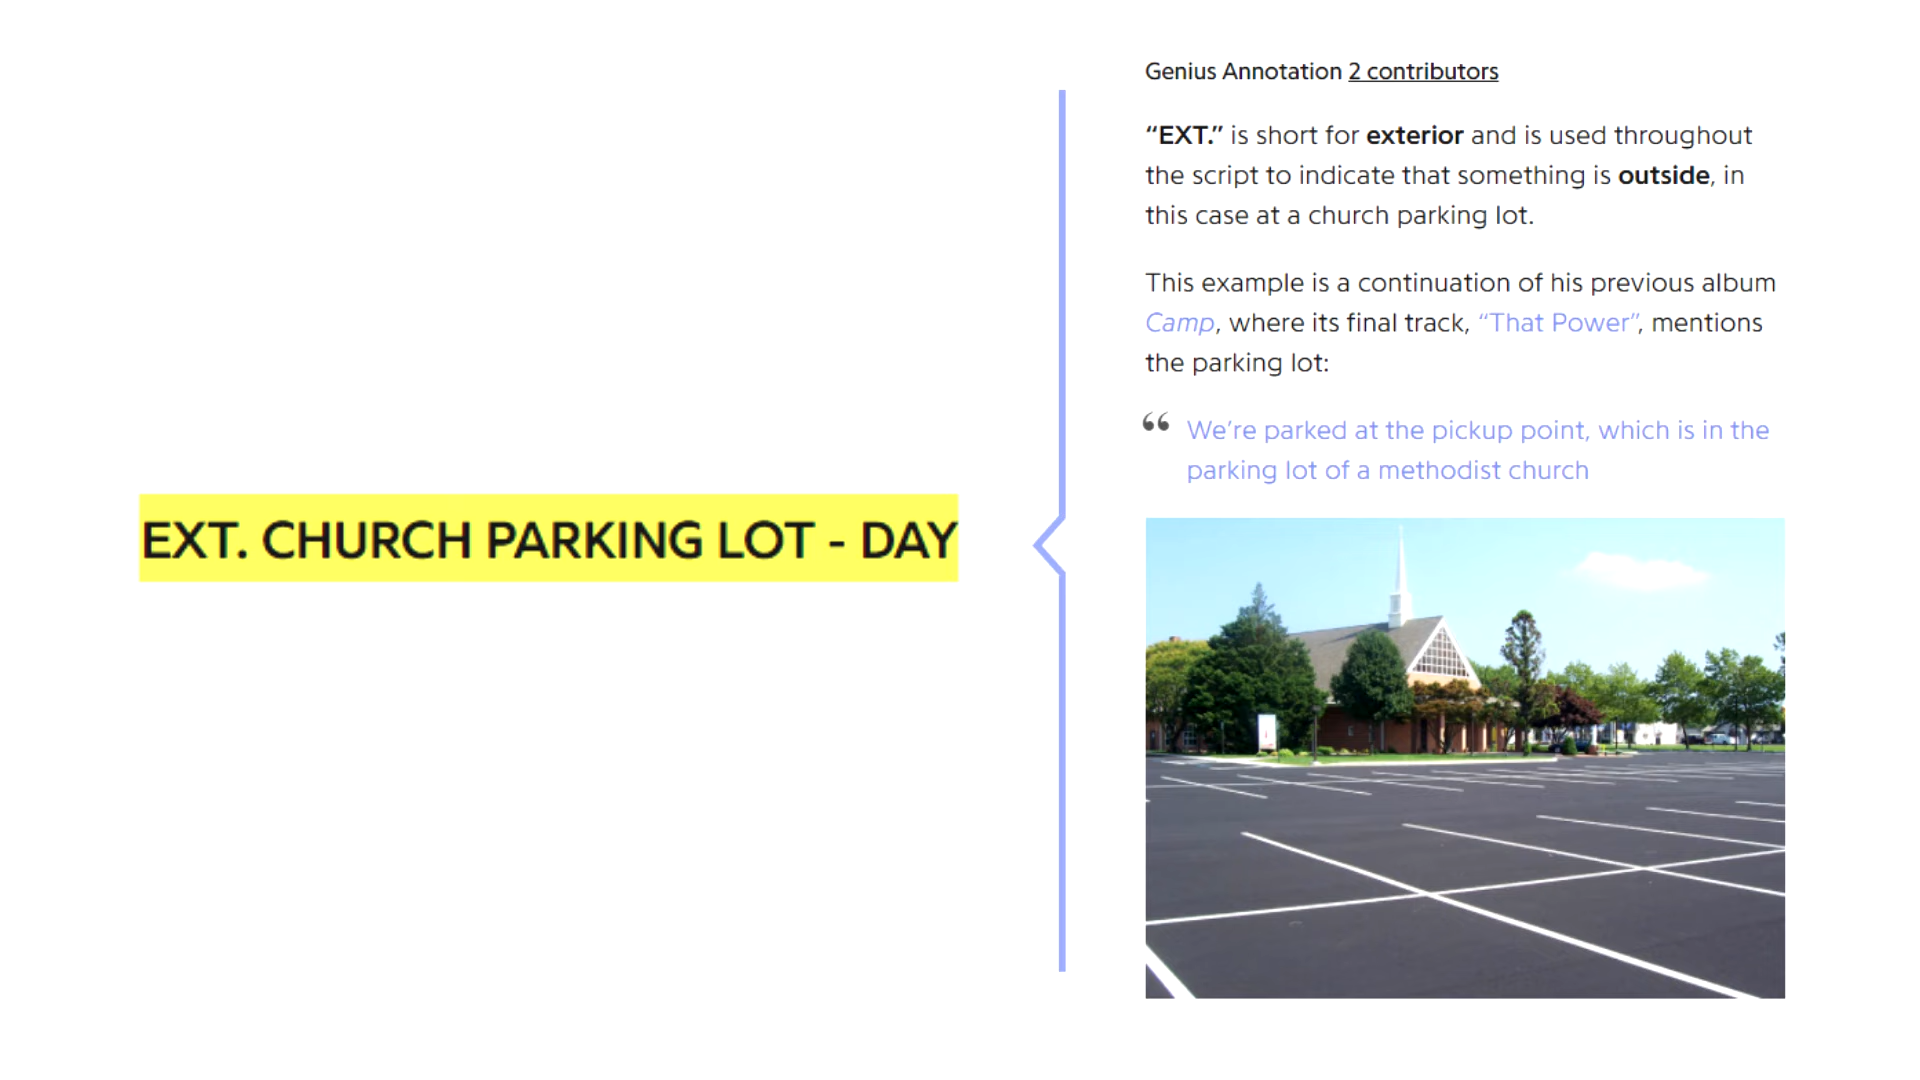 EXT. CHURCH PARKING LOT - DAY
Genius Annotation 2 contributors
“EXT.” is short for exterior and is used throughout
the script to indicate that something is outside, in
this case at a church parking lot.
This example is a continuation of his previous album
Camp, where its final track, “That Power”, mentions
the parking lot:
“ We’re parked at the pickup point, which is in the
parking lot of a methodist church